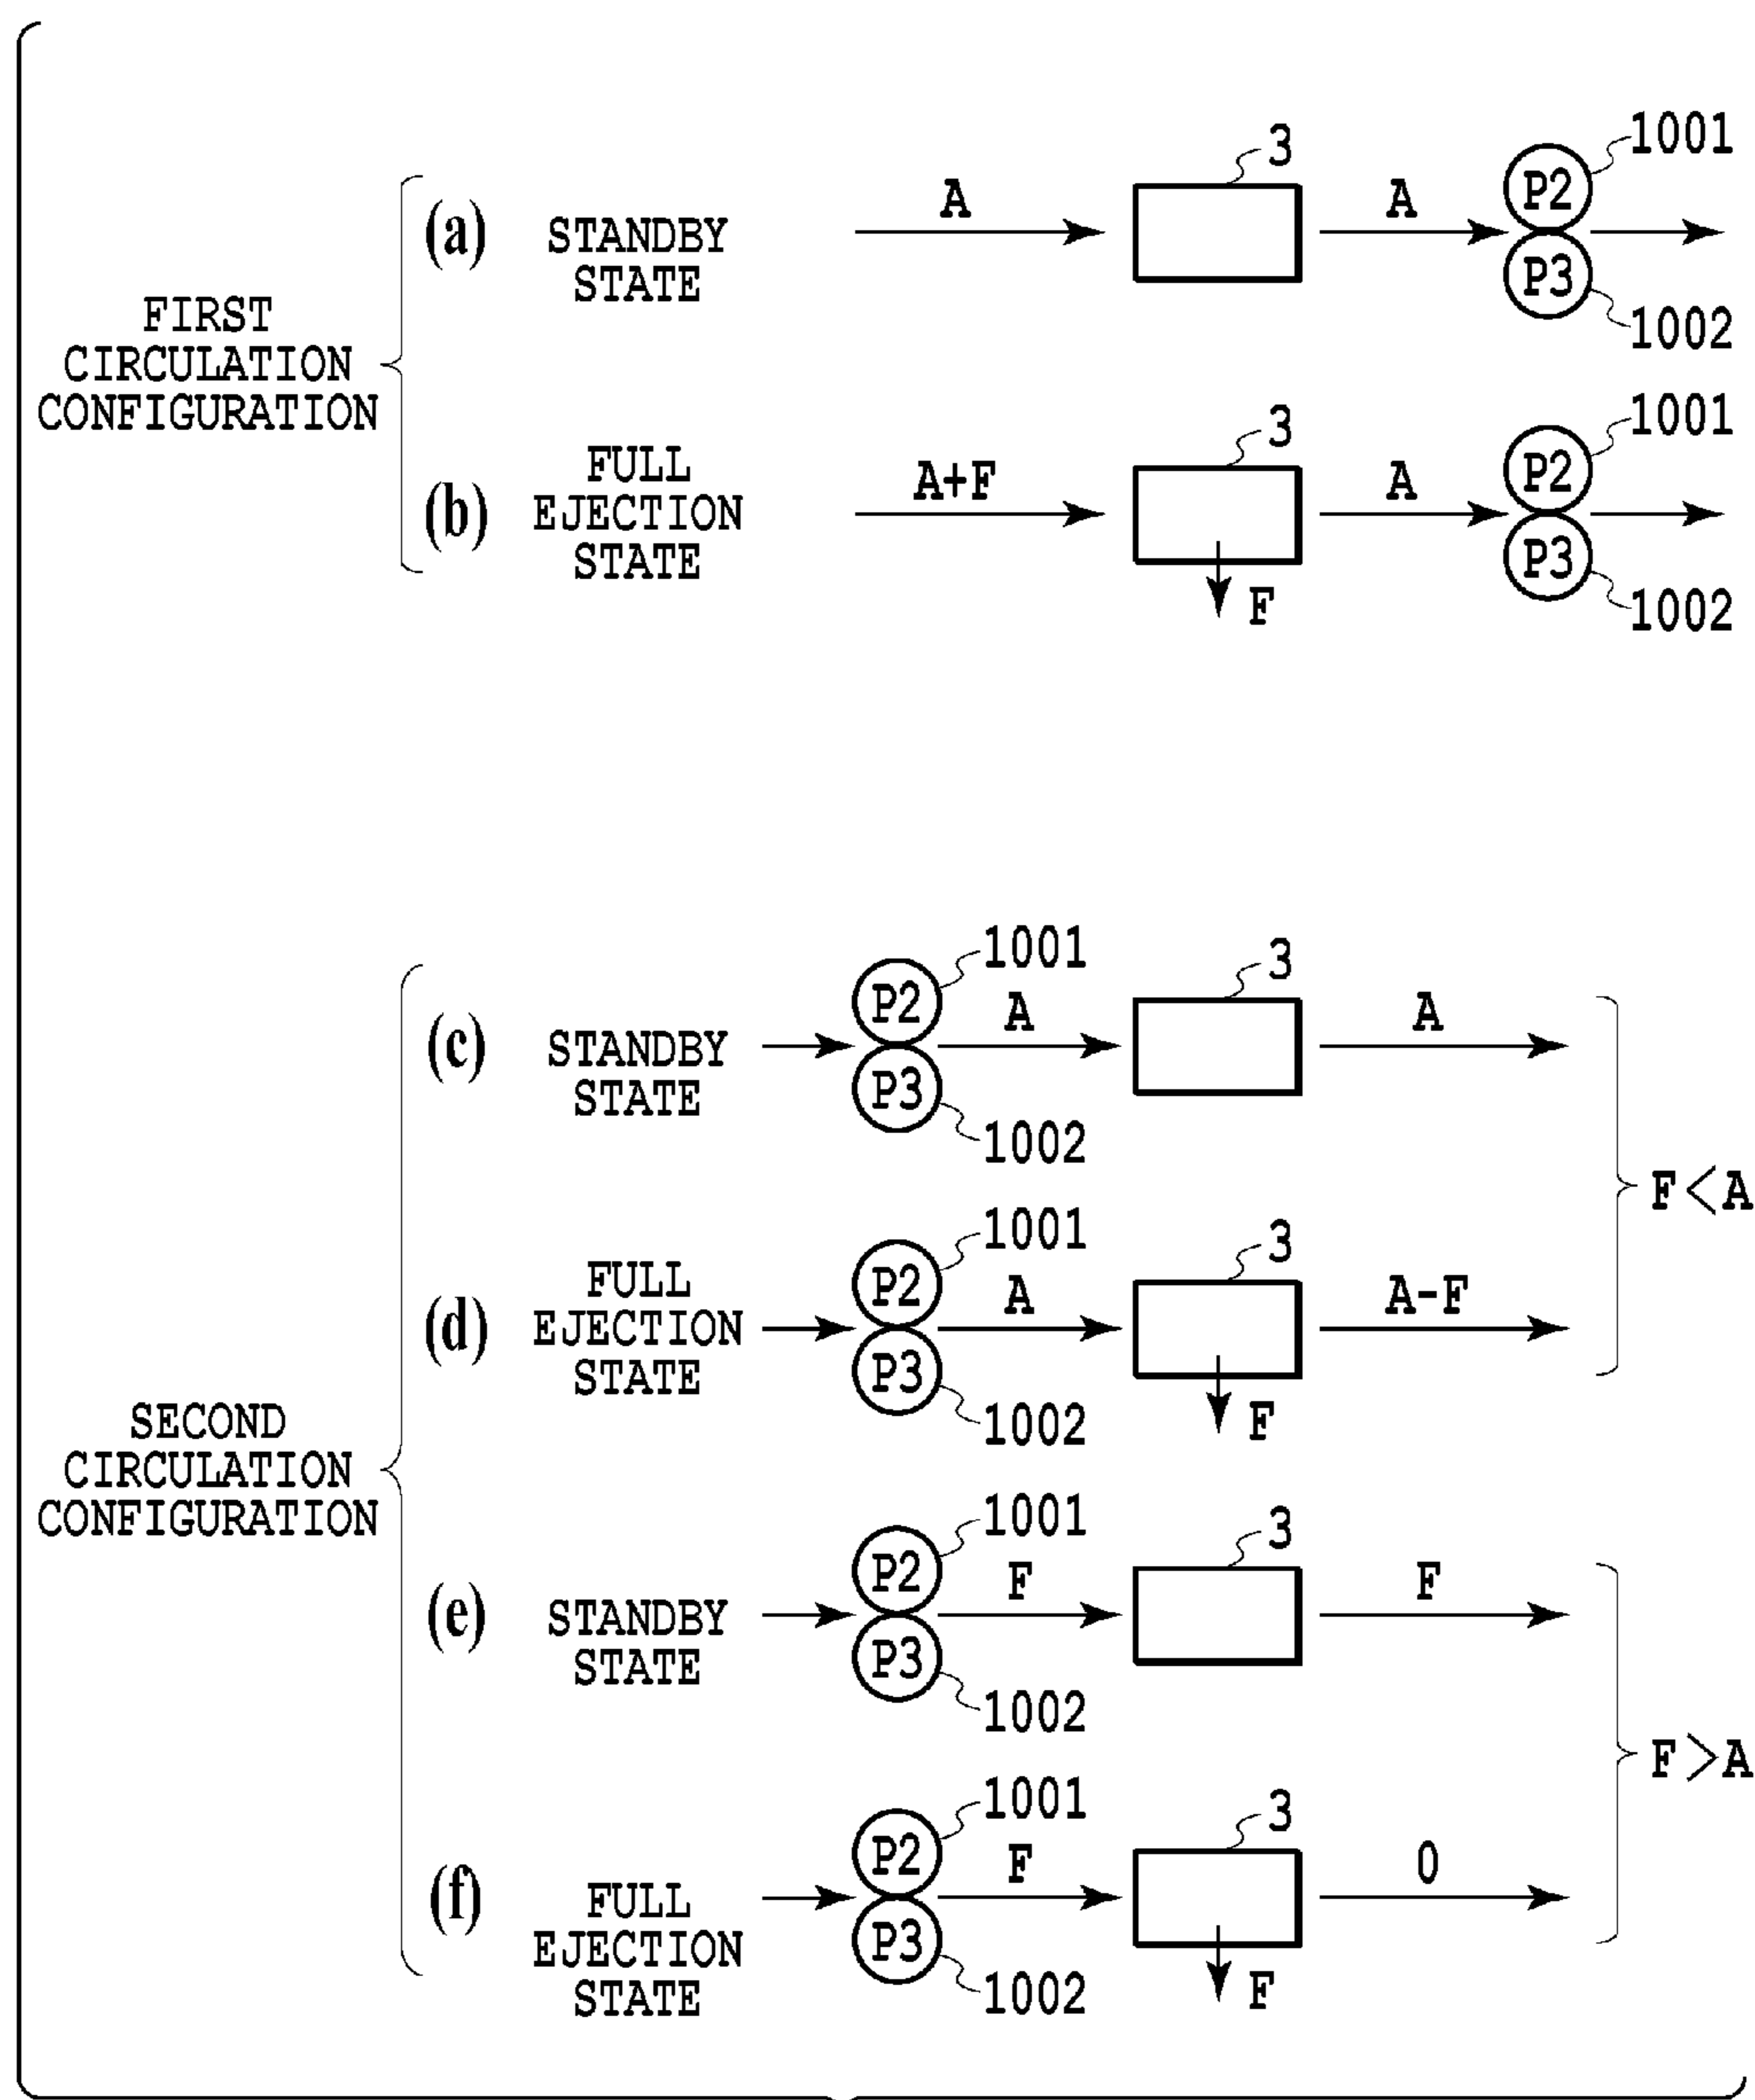 FIRST
CIRCULATION
CONFIGURATION
(a) STANDBY
STATE
A
3
A
P2
P3
1001
1002
(b) FULL
EJECTION
STATE
A+F
3
F
A
P2
P3
1001
1002
SECOND
CIRCULATION
CONFIGURATION
(c) STANDBY
STATE
P2
P3
1001
1002
A
3
A
(d) FULL
EJECTION
STATE
P2
P3
1001
1002
A
3
F
A-F
F<A
(e) STANDBY
STATE
P2
P3
1001
1002
F
3
F
(f) FULL
EJECTION
STATE
P2
P3
1001
1002
F
3
F
0
F>A